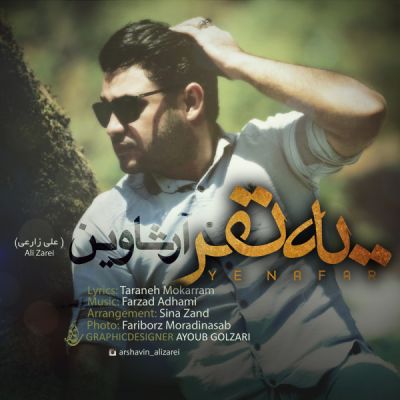 یه نفر..
YE NAFAR
آرشاوین
(علی زارعی)
Ali Zarei
Lyrics: Taraneh Mokarram
Music: Farzad Adhami
Arrangement: Sina Zand
Photo: Fariborz Moradinasab
GRAPHICDESIGNER AYOUB GOLZARI
arshavin_alizarei